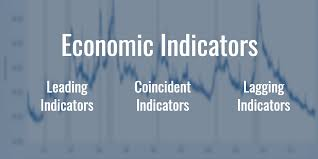 Economic Indicators
Leading Coincident Lagging
Indicators Indicators Indicators